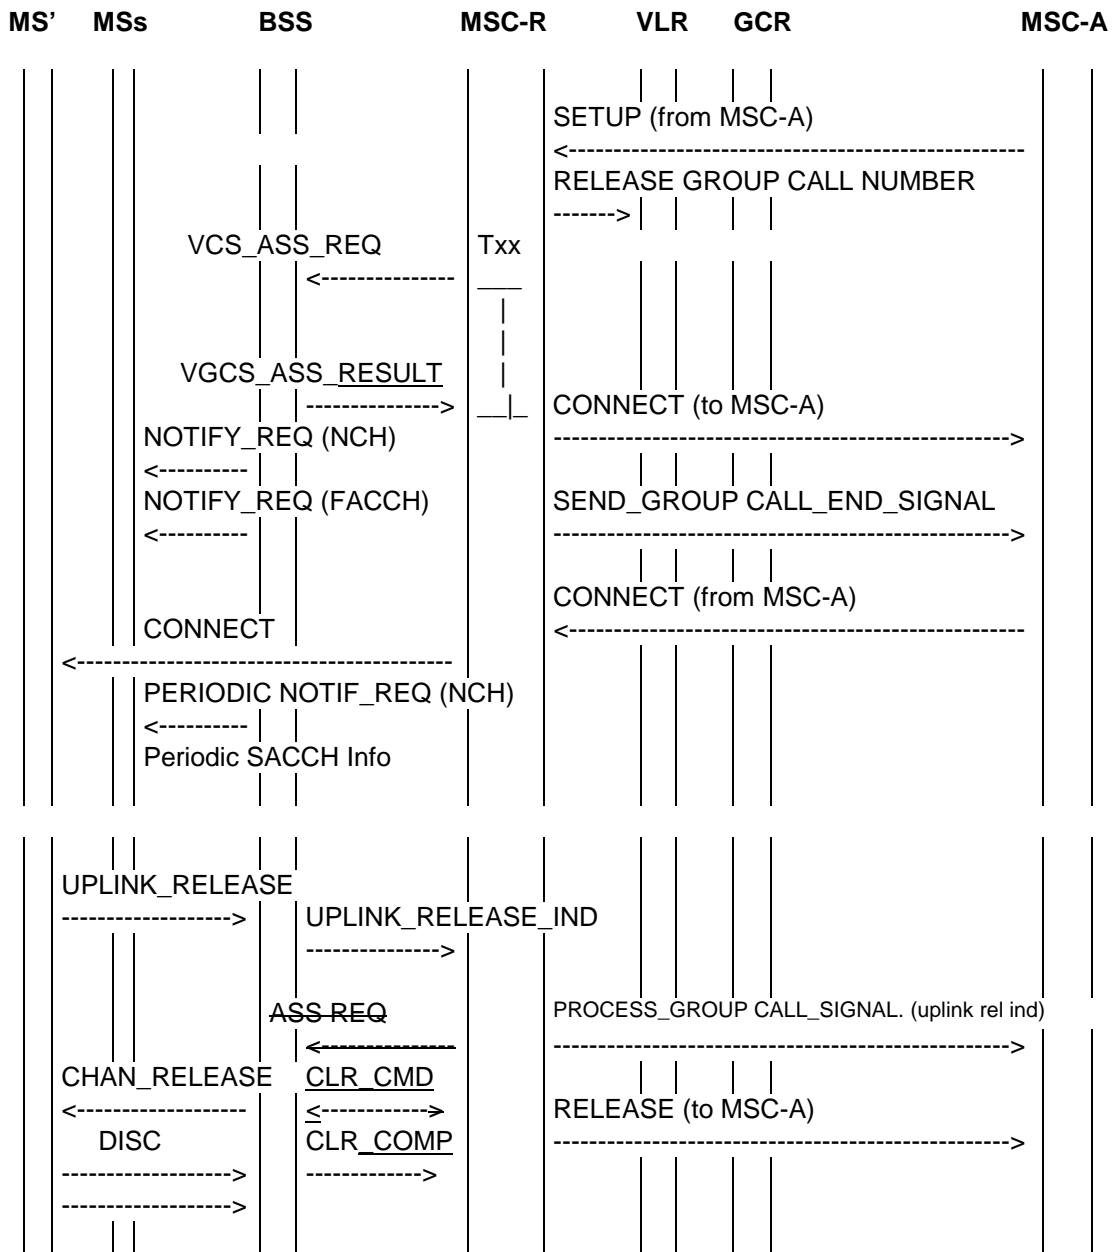 MS’ MSs BSS MSC-R VLR GCR MSC-A
SETUP (from MSC-A)
<----------------------------------------------------
RELEASE GROUP CALL NUMBER
------->
VCS_ASS_REQ Txx
<--------------- ___
|
|
VGCS_ASS_RESULT |
---------------> __|_ CONNECT (to MSC-A)
NOTIFY_REQ (NCH) ---------------------------------------------------->
<----------
NOTIFY_REQ (FACCH) SEND_GROUP CALL_END_SIGNAL
<---------- ---------------------------------------------------->
CONNECT (from MSC-A)
CONNECT <----------------------------------------------------
<------------------------------------------
PERIODIC NOTIF_REQ (NCH)
<----------
Periodic SACCH Info
UPLINK_RELEASE
-------------------> UPLINK_RELEASE_IND
--------------->
ASS REQ PROCESS_GROUP CALL_SIGNAL. (uplink rel ind)
<--------------- ---------------------------------------------------->
CHAN_RELEASE CLR_CMD
<------------------- <------------> RELEASE (to MSC-A)
DISC CLR_COMP ---------------------------------------------------->
-------------------> ------------->
------------------->